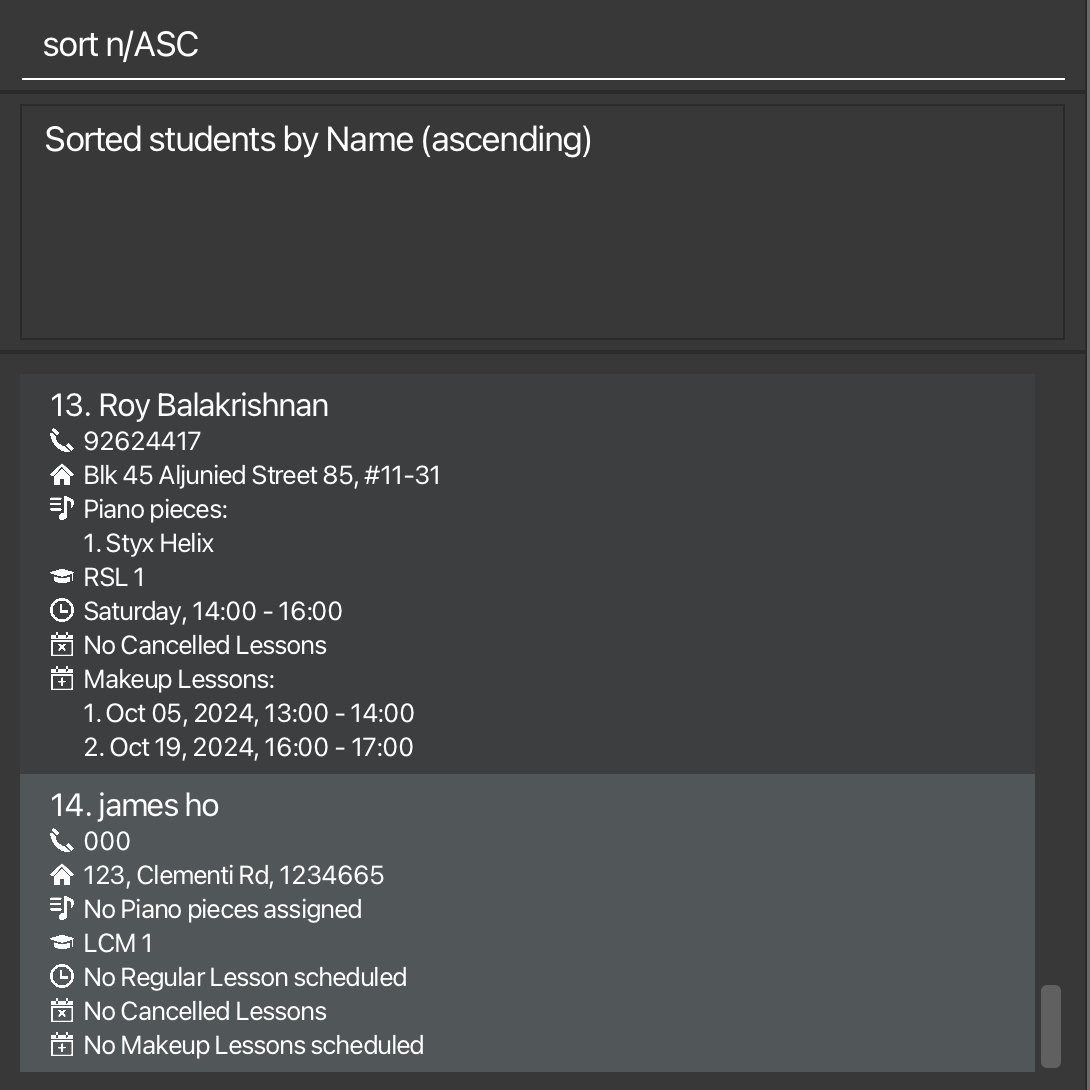 sort n/ASC
Sorted students by Name (ascending)
13. Roy Balakrishnan
92624417
Blk 45 Aljunied Street 85, #11-31
Piano pieces:
1. Styx Helix
RSL 1
Saturday, 14:00 - 16:00
No Cancelled Lessons
Makeup Lessons:
1. Oct 05, 2024, 13:00 - 14:00
2. Oct 19, 2024, 16:00 - 17:00
14. james ho
000
123, Clementi Rd, 1234665
No Piano pieces assigned
LCM 1
No Regular Lesson scheduled
No Cancelled Lessons
No Makeup Lessons scheduled